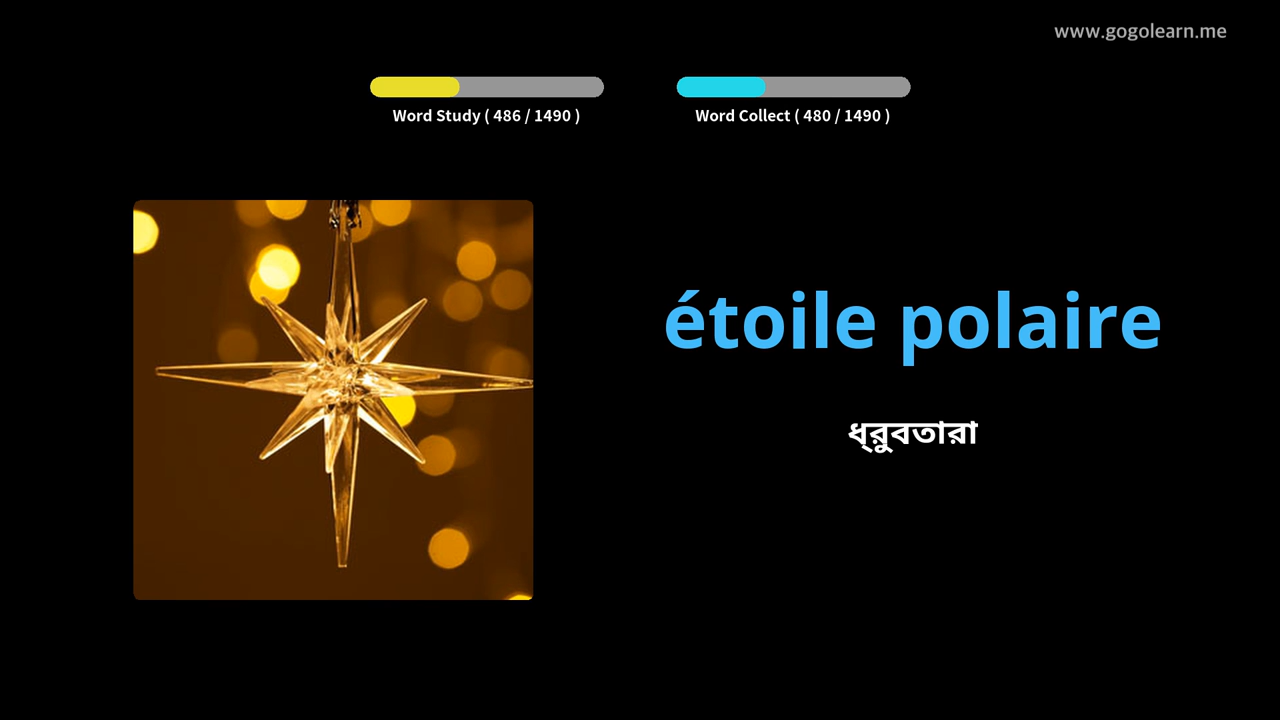 www.gogolearn.me
Word Study ( 486 / 1490 )
Word Collect ( 480 / 1490 )
étoile polaire
ধ্রুবতারা